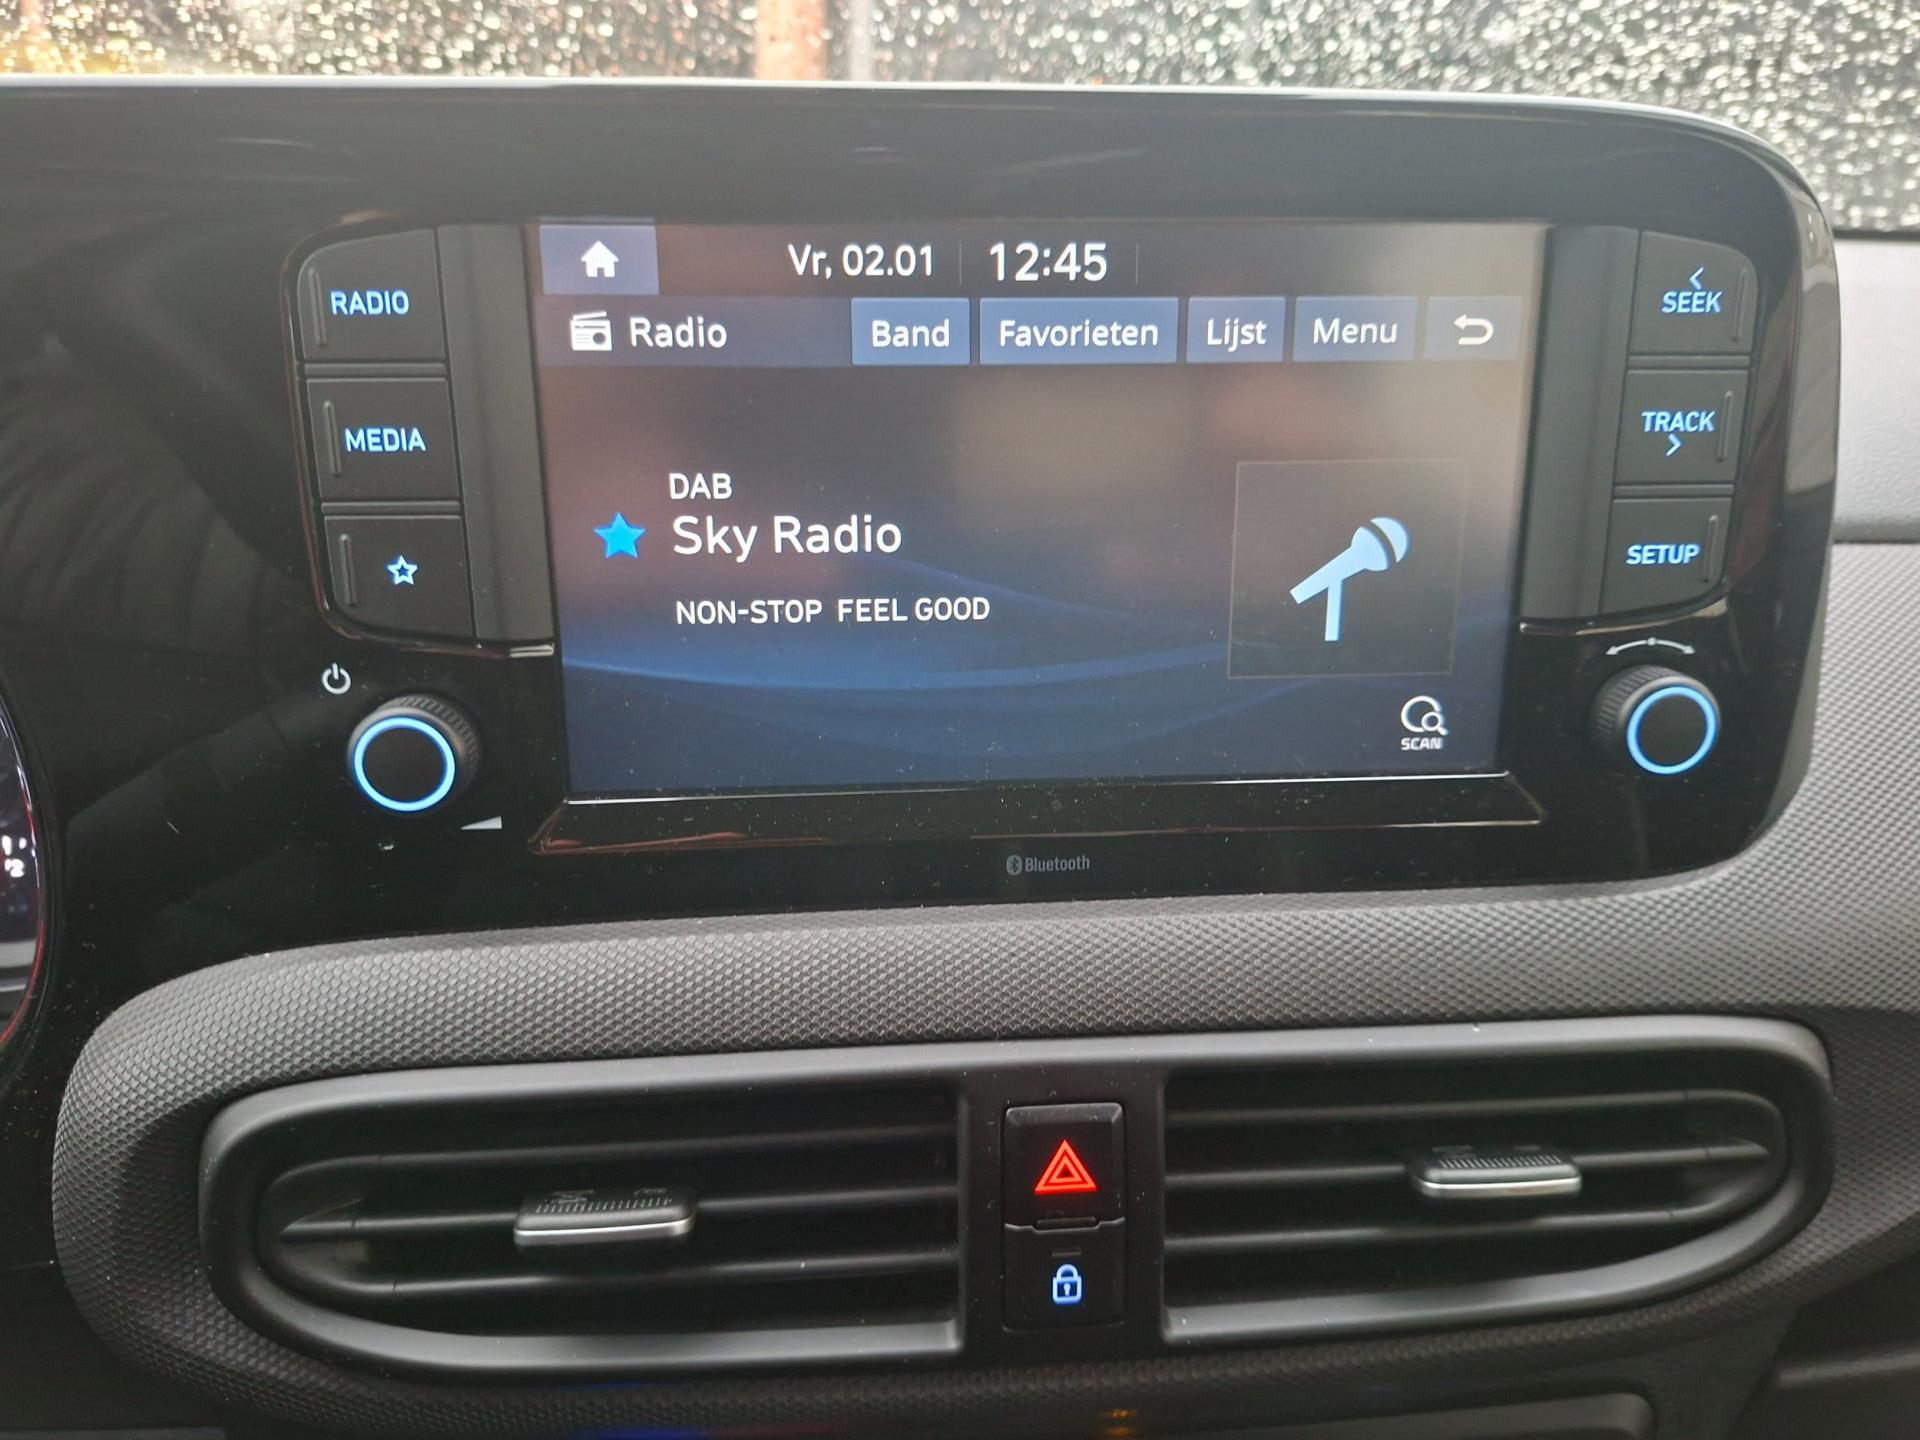 Vr, 02.01 12:45
Radio Band Favorieten Lijst Menu
DAB
Sky Radio
NON-STOP FEEL GOOD
SCAN
RADIO
MEDIA
SEEK
TRACK
SETUP
Bluetooth